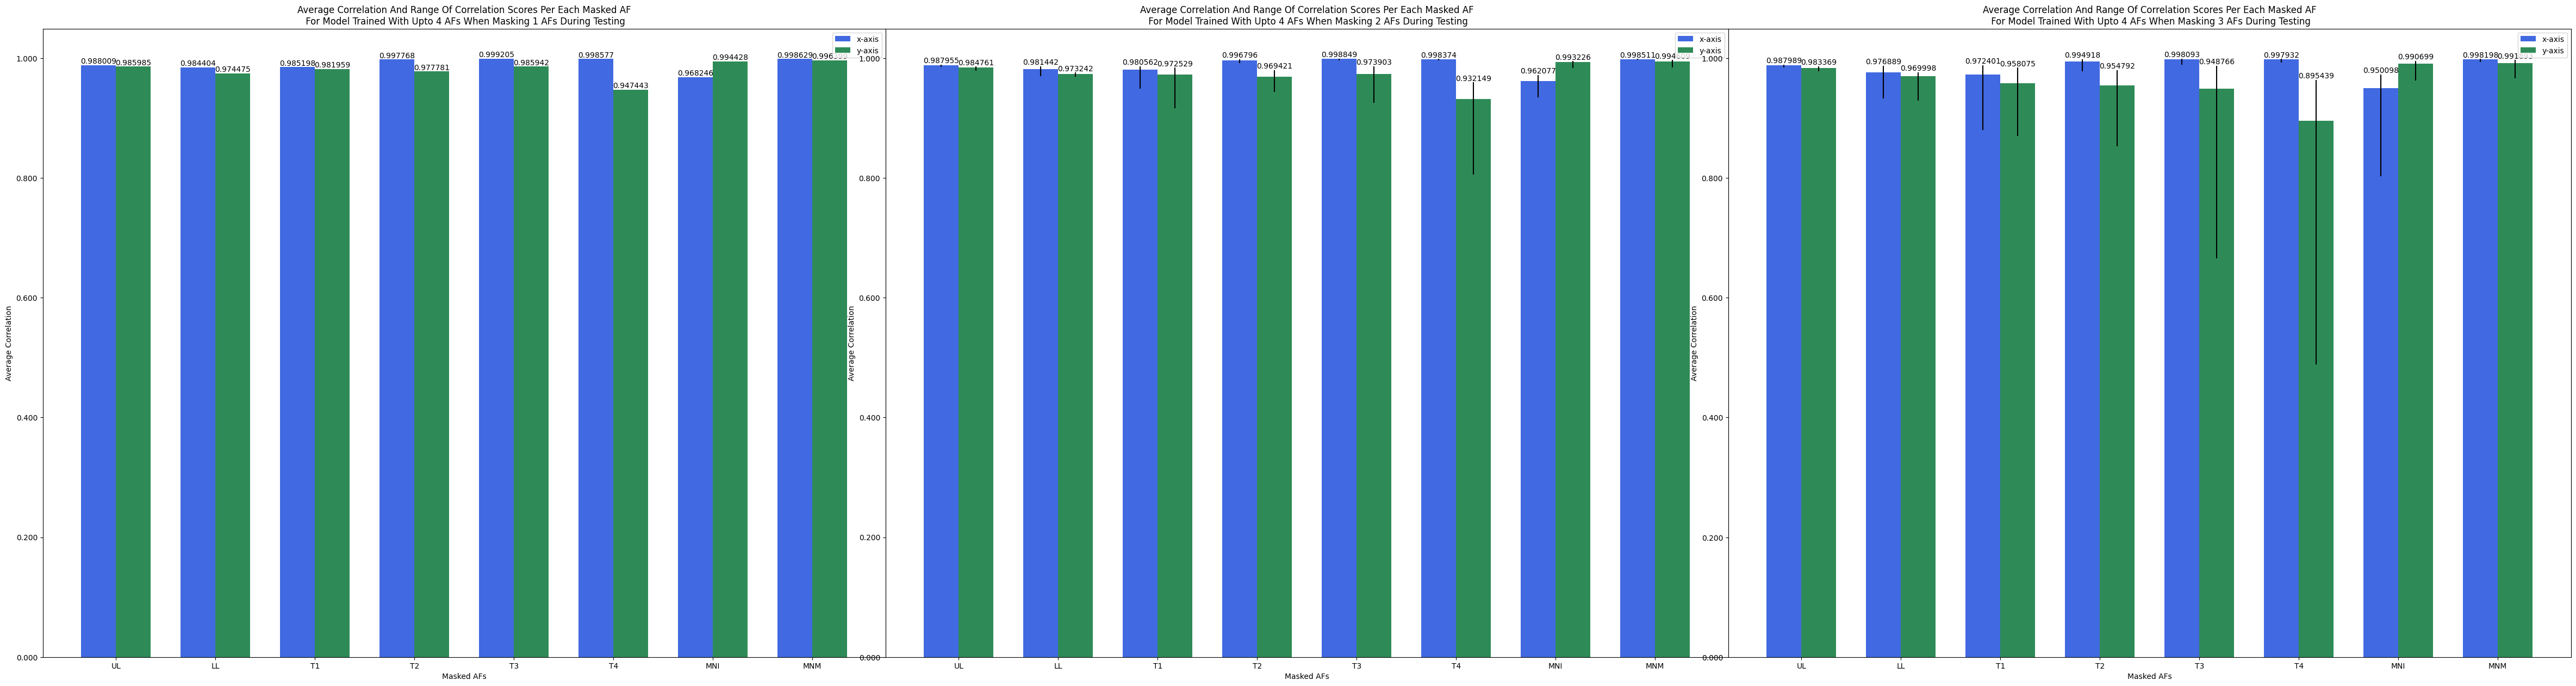 Average Correlation And Range Of Correlation Scores Per Each Masked AF
For Model Trained With Upto 4 AFs When Masking 1 AFs During Testing
x-axis
y-axis
1.000
0.800
0.600
0.400
0.200
0.000
Average Correlation
0.988009
0.985985
0.984404
0.974475
0.985198
0.981959
0.997768
0.977781
0.999205
0.985942
0.998577
0.947443
0.968246
0.994428
0.998629
UL
LL
T1
T2
T3
T4
MNI
MNM
Masked AFs
Average Correlation And Range Of Correlation Scores Per Each Masked AF
For Model Trained With Upto 4 AFs When Masking 2 AFs During Testing
x-axis
y-axis
1.000
0.800
0.600
0.400
0.200
0.000
Average Correlation
0.987955
0.984761
0.981442
0.973242
0.980562
0.972529
0.996796
0.969421
0.998849
0.973903
0.998374
0.932149
0.962077
0.993226
0.998511
UL
LL
T1
T2
T3
T4
MNI
MNM
Masked AFs
Average Correlation And Range Of Correlation Scores Per Each Masked AF
For Model Trained With Upto 4 AFs When Masking 3 AFs During Testing
x-axis
y-axis
1.000
0.800
0.600
0.400
0.200
0.000
Average Correlation
0.987989
0.983369
0.976889
0.969998
0.972401
0.958075
0.994918
0.954792
0.998093
0.948766
0.997932
0.895439
0.950098
0.990699
0.998198
UL
LL
T1
T2
T3
T4
MNI
MNM
Masked AFs